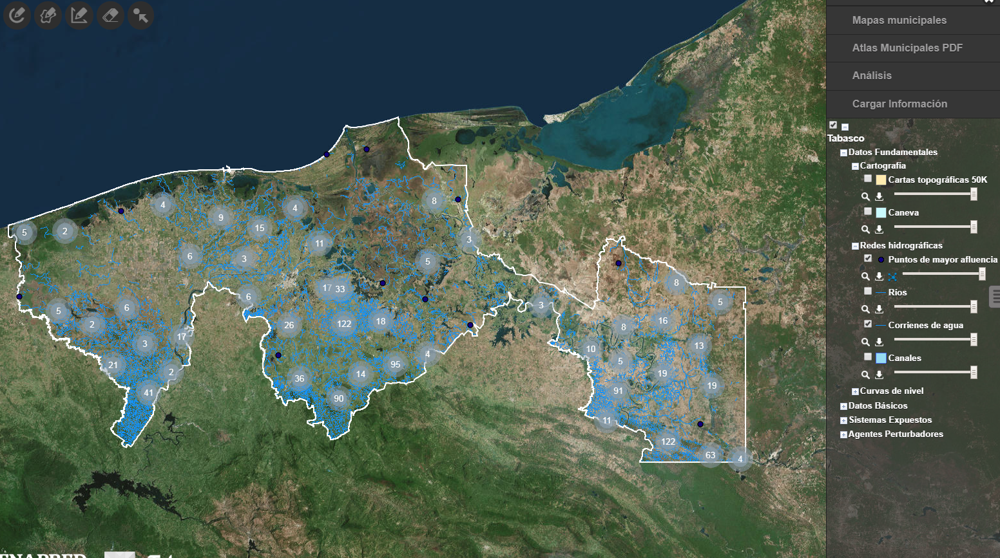 Mapas municipales
Atlas Municipales PDF
Análisis
Cargar Información
Tabasco
Datos Fundamentales
Cartografía
Cartas topográficas 50K
Caneva
Redes hidrográficas
Puntos de mayor afluencia
Ríos
Corrienes de agua
Canales
Curvas de nivel
Datos Básicos
Sistemas Expuestos
Agentes Perturbadores
4
9
4
8
5
2
15
11
3
6
3
5
17 33
6
8
5
3
5
6
2
26
122
18
16
8
17
3
13
10
4
5
21
2
95
14
36
19
19
41
90
91
11
122
63
4